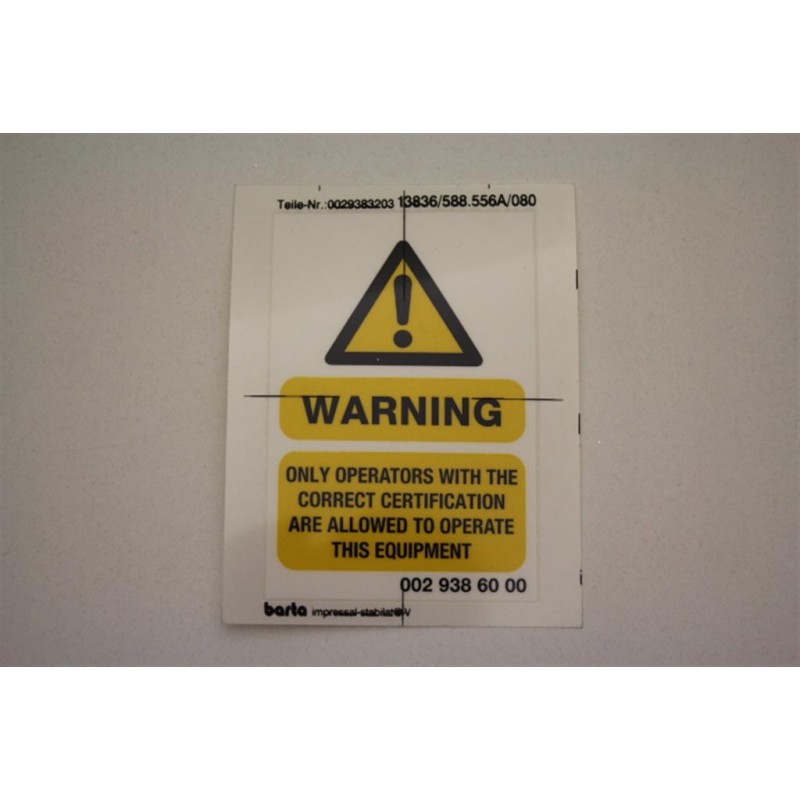 Teile-Nr.:0029383203 13836/588.556A/080
WARNING
ONLY OPERATORS WITH THE
CORRECT CERTIFICATION
ARE ALLOWED TO OPERATE
THIS EQUIPMENT
002 938 60 00
barta impressal-stabilat®V